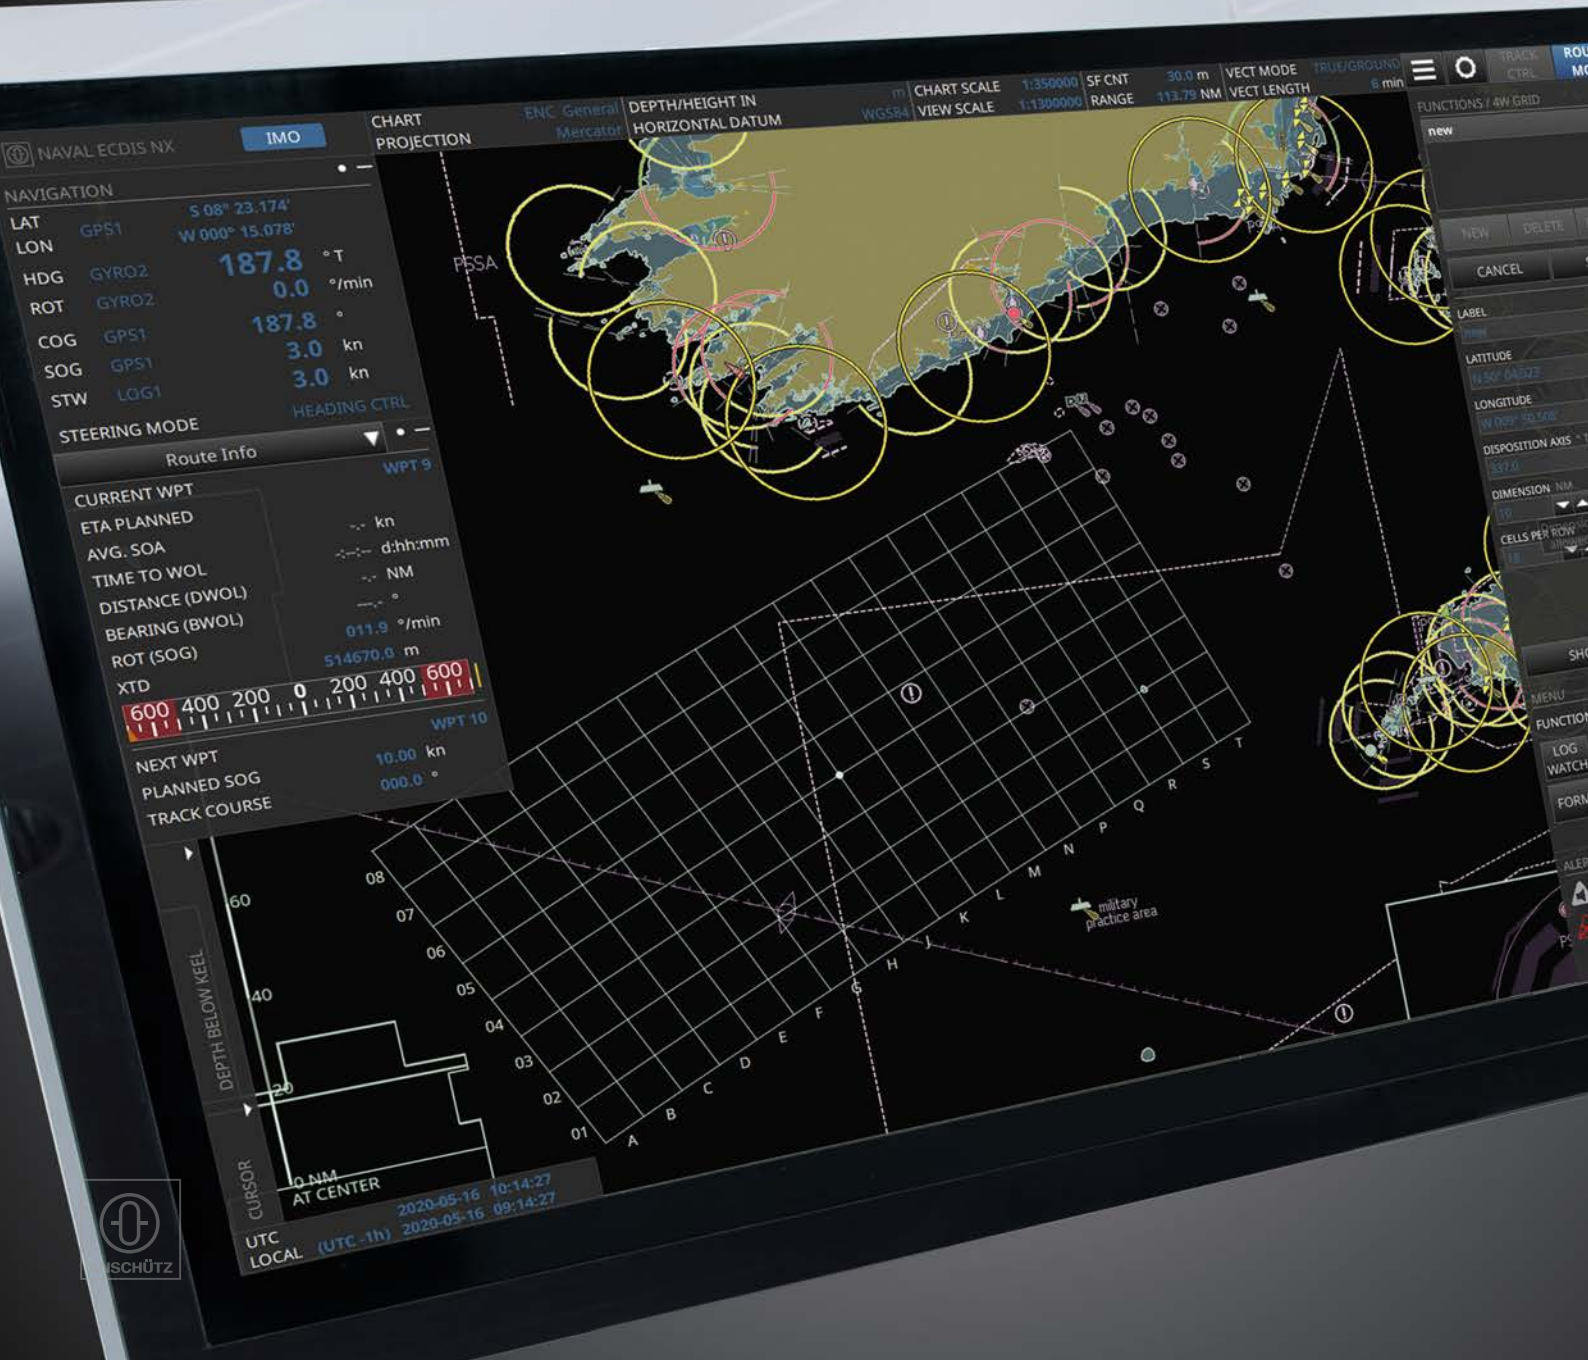 CHART
ENC General
PROJECTION
Mercator
DEPTH/HEIGHT IN
m
HORIZONTAL DATUM
WGS84
CHART SCALE
1:350000
VIEW SCALE
1:1300000
SF CNT
30.0 m
RANGE
113.79 NM
VECT MODE
TRUE/GROUND
VECT LENGTH
6 min
TRACK
CTRL
NAVAL ECDIS NX
IMO
NAVIGATION
LAT
GPS1
S 08° 23.174'
LON
W 000° 15.078'
HDG GYRO2 187.8 °T
ROT GYRO2 0.0 °/min
COG GPS1 187.8 °
SOG GPS1 3.0 kn
STW LOG1 3.0 kn
STEERING MODE HEADING CTRL
Route Info
CURRENT WPT WPT 9
ETA PLANNED
AVG. SOA -.- kn
TIME TO WOL -:--:-- d:hh:mm
DISTANCE (DWOL) -.- NM
BEARING (BWOL) ---.- °
ROT (SOG) 011.9 °/min
XTD 514670.0 m
600 400 200 0 200 400 600
NEXT WPT WPT 10
PLANNED SOG 10.00 kn
TRACK COURSE 000.0 °
DEPTH BELOW KEEL
60
40
20
0 NM
AT CENTER
CURSOR
UTC 2020-05-16 10:14:27
LOCAL (UTC -1h) 2020-05-16 09:14:27
PSSA
08
07
06
05
04
03
02
01
A
B
C
D
E
F
G
H
J
K
L
M
N
P
Q
R
S
T
military
practice area
FUNCTIONS / 4W GRID
new
NEW
DELETE
CANCEL
LABEL
new
LATITUDE
LONGITUDE
DISPOSITION AXIS °
337.0
DIMENSION NM
10
CELLS PER ROW
18
MENU
LOG